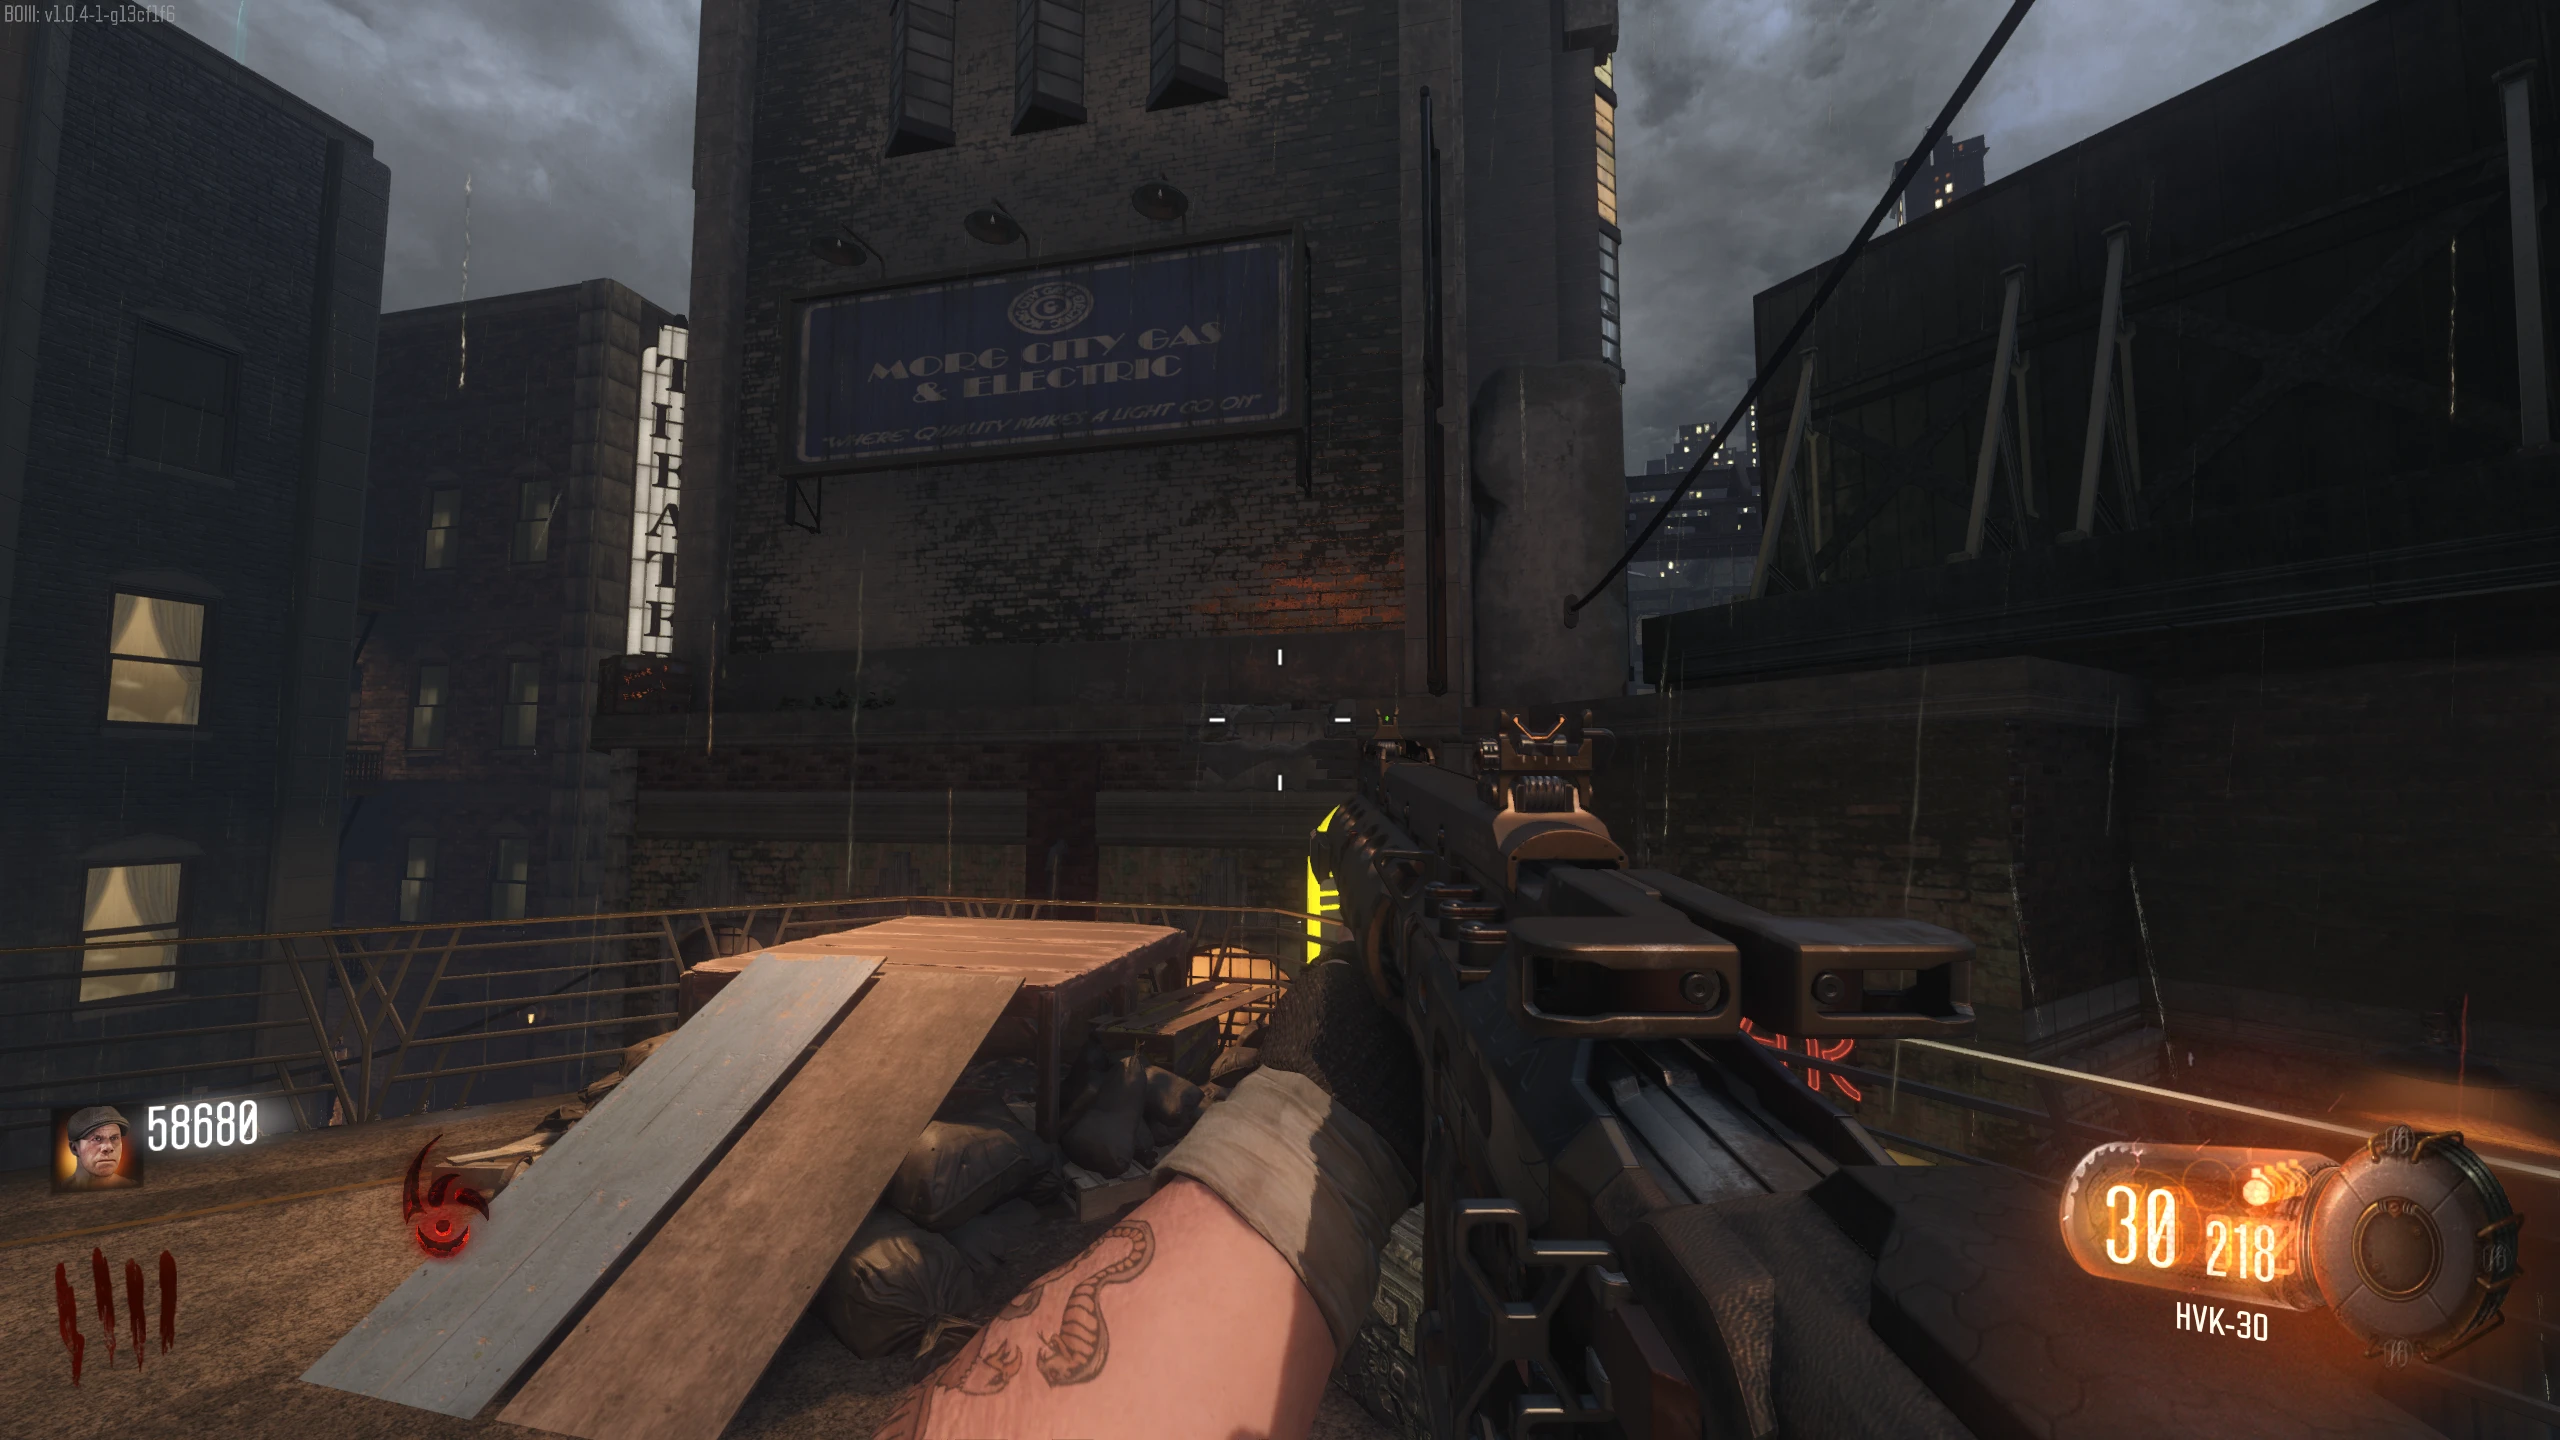 BOIII: v1.0.4-1-g13cf1f6
MORG CITY GAS
& ELECTRIC
"WHERE QUALITY MAKES A LIGHT GO ON"
THEATER
58680
30
218
HVK-30